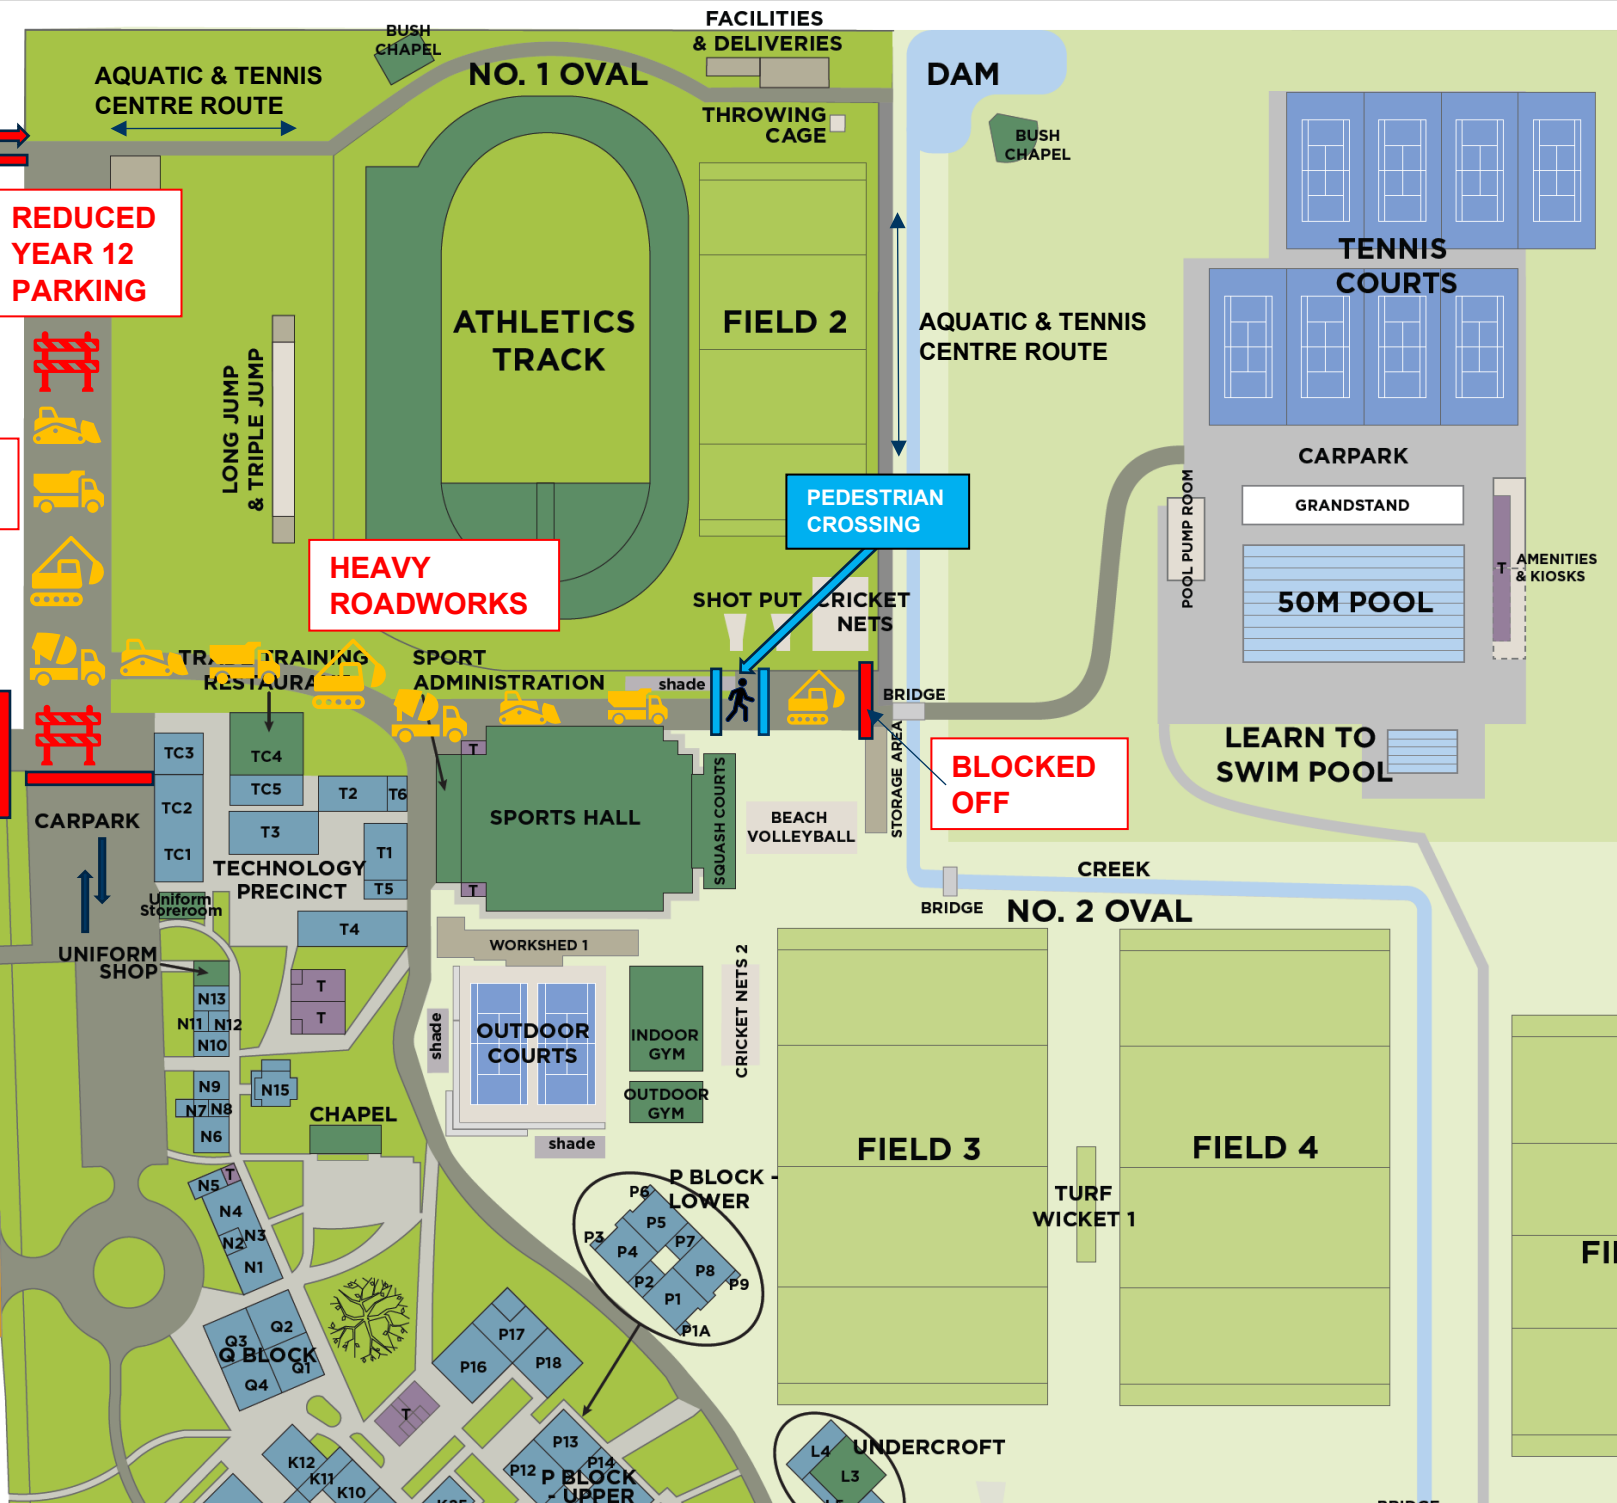 FACILITIES
& DELIVERIES
BUSH
CHAPEL
AQUATIC & TENNIS
CENTRE ROUTE
NO. 1 OVAL
DAM
THROWING
CAGE
BUSH
CHAPEL
REDUCED
YEAR 12
PARKING
TENNIS
COURTS
ATHLETICS
TRACK
FIELD 2
AQUATIC & TENNIS
CENTRE ROUTE
LONG JUMP
& TRIPLE JUMP
CARPARK
GRANDSTAND
POOL PUMP ROOM
PEDESTRIAN
CROSSING
T
AMENITIES
& KIOSKS
50M POOL
HEAVY
ROADWORKS
SHOT PUT
CRICKET
NETS
TRADE TRAINING
RESTAURANT
SPORT
ADMINISTRATION
shade
BRIDGE
STORAGE AREA
BLOCKED
OFF
LEARN TO
SWIM POOL
TC3
TC4
TC5
TC2
TC1
T2
T6
T3
T1
T5
T4
T
SPORTS HALL
T
SQUASH COURTS
BEACH
VOLLEYBALL
CARPARK
TECHNOLOGY
PRECINCT
Uniform
Storeroom
CREEK
BRIDGE
NO. 2 OVAL
UNIFORM
SHOP
WORKSHED 1
N13
N11
N12
N10
T
T
shade
OUTDOOR
COURTS
INDOOR
GYM
CRICKET NETS 2
N9
N7
N8
N6
N15
CHAPEL
OUTDOOR
GYM
shade
FIELD 3
FIELD 4
TURF
WICKET 1
P BLOCK -
LOWER
N5
T
N4
N3
N2
N1
P6
P5
P3
P4
P7
P2
P8
P9
P1
P1A
FI
Q2
Q3
Q BLOCK
Q1
Q4
P17
P16
P18
T
K12
K11
K10
P13
P12
P14
P BLOCK
- UPPER
UNDERCROFT
L4
L3